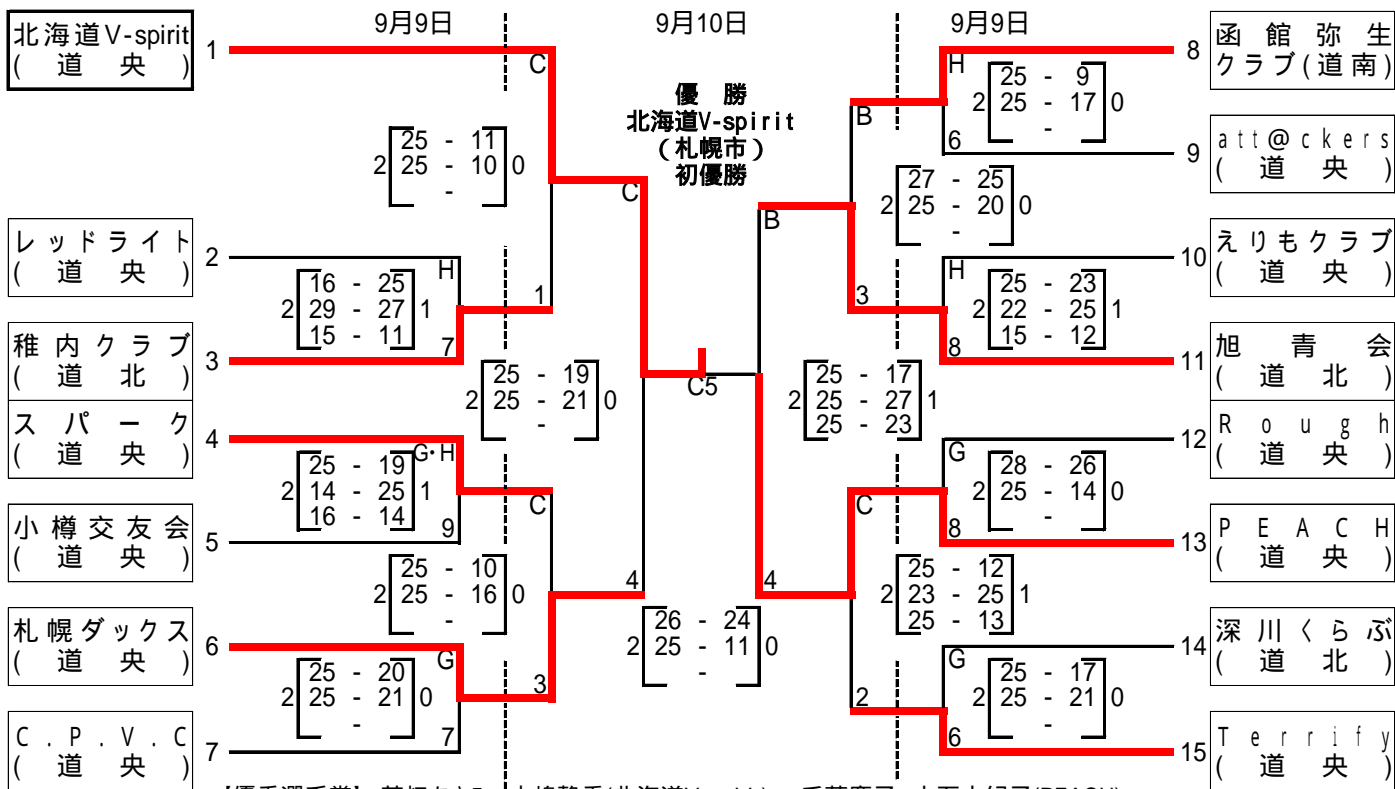 9月9日
9月10日
9月9日
優 勝
北海道V-spirit
(札幌市)
初優勝
北海道V-spirit
( 道 央 )
1
レッドライト
( 道 央 )
2
稚内クラブ
( 道 北 )
3
スパーク
( 道 央 )
4
小樽交友会
( 道 央 )
5
札幌ダックス
( 道 央 )
6
C.P.V.C
( 道 央 )
7
C
25 - 11
2 25 - 10 0
-
H
16 - 25
2 29 - 27 1
15 - 11
7
1
C
25 - 19
2 25 - 21 0
-
G・H
25 - 19
2 14 - 25 1
16 - 14
9
C
25 - 10
2 25 - 16 0
-
4
G
25 - 20
2 25 - 21 0
-
7
3
C5
26 - 24
2 25 - 11 0
-
B
25 - 17
2 25 - 27 1
25 - 23
4
B
27 - 25
2 25 - 20 0
-
3
C
25 - 12
2 23 - 25 1
25 - 13
2
H
25 - 9
2 25 - 17 0
-
6
H
25 - 23
2 22 - 25 1
15 - 12
8
G
28 - 26
2 25 - 14 0
-
8
G
25 - 17
2 25 - 21 0
-
6
8
函館弥生
クラブ(道南)
9
att@ckers
( 道 央 )
10
えりもクラブ
( 道 央 )
11
旭青会
( 道 北 )
12
Rough
( 道 央 )
13
PEACH
( 道 央 )
14
深川くらぶ
( 道 北 )
15
Terrify
( 道 央 )